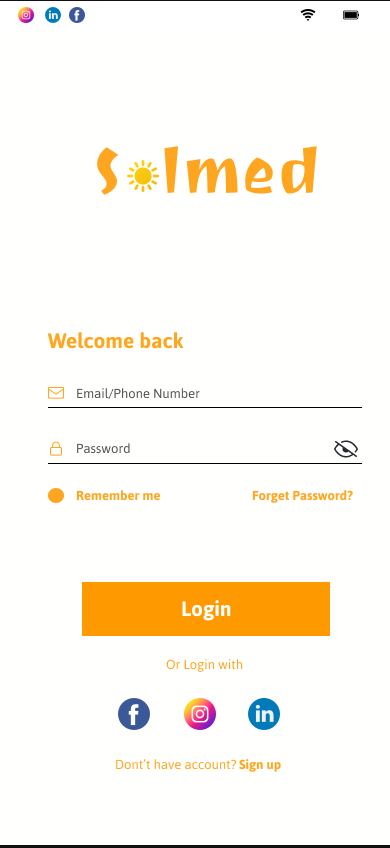 Solmed
Welcome back
Email/Phone Number
Password
Remember me Forget Password?
Login
Or Login with
Dont't have account? Sign up